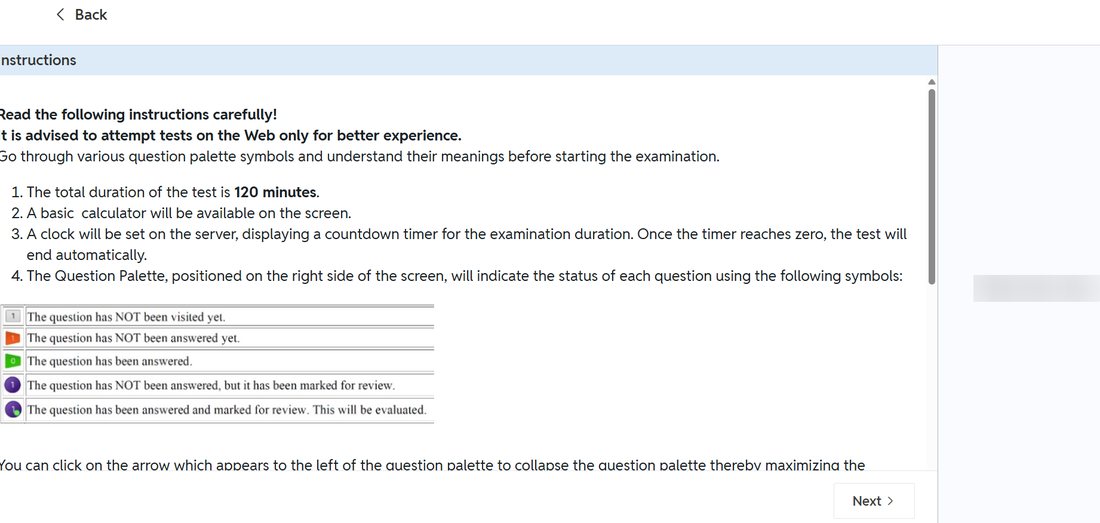 Back
nstructions
Read the following instructions carefully!
t is advised to attempt tests on the Web only for better experience.
Go through various question palette symbols and understand their meanings before starting the examination.
1. The total duration of the test is 120 minutes.
2. A basic calculator will be available on the screen.
3. A clock will be set on the server, displaying a countdown timer for the examination duration. Once the timer reaches zero, the test will
end automatically.
4. The Question Palette, positioned on the right side of the screen, will indicate the status of each question using the following symbols:
1 The question has NOT been visited yet.
1 The question has NOT been answered yet.
0 The question has been answered.
1 The question has NOT been answered, but it has been marked for review.
1 The question has been answered and marked for review. This will be evaluated.
You can click on the arrow which appears to the left of the question palette to collapse the question palette thereby maximizing the
Next